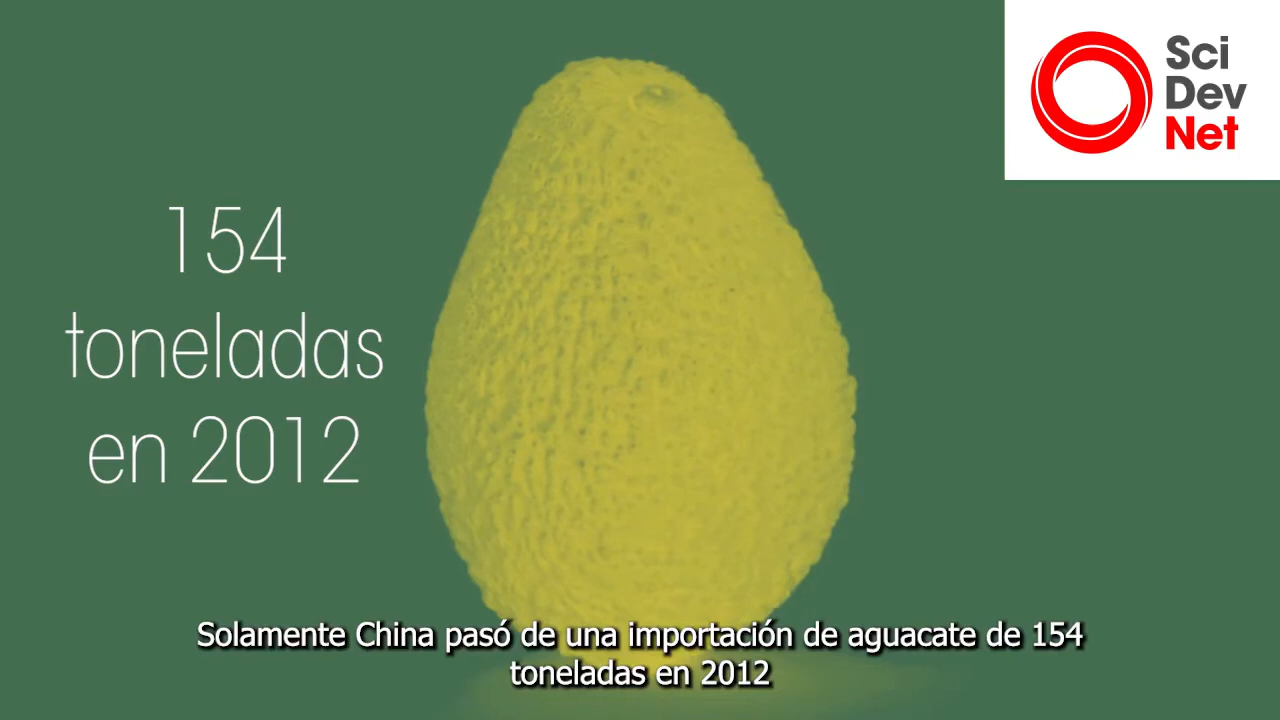 Sci
Dev
Net
154
toneladas
en 2012
Solamente China pasó de una importación de aguacate de 154
toneladas en 2012